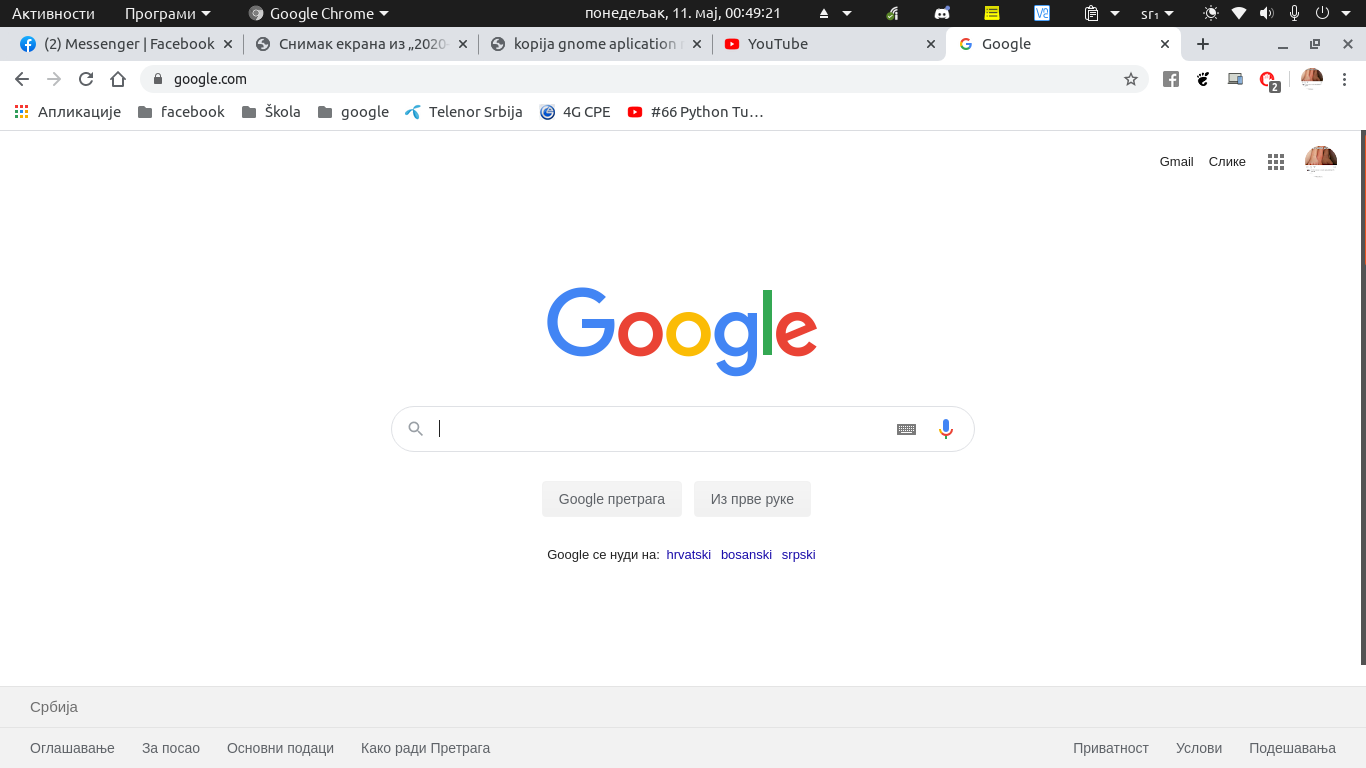 Активности Програми Google Chrome понедељак, 11. мај, 00:49:21 sr₁
(2) Messenger | Facebook Снимак екрана из „2020- kopija gnome aplication YouTube Google
google.com 2
Апликације facebook Škola google Telenor Srbija 4G CPE #66 Python Tu…
Gmail Слике
Google
Google претрага Из прве руке
Google се нуди на: hrvatski bosanski srpski
Србија
Оглашавање За посао Основни подаци Како ради Претрага Приватност Услови Подешавања